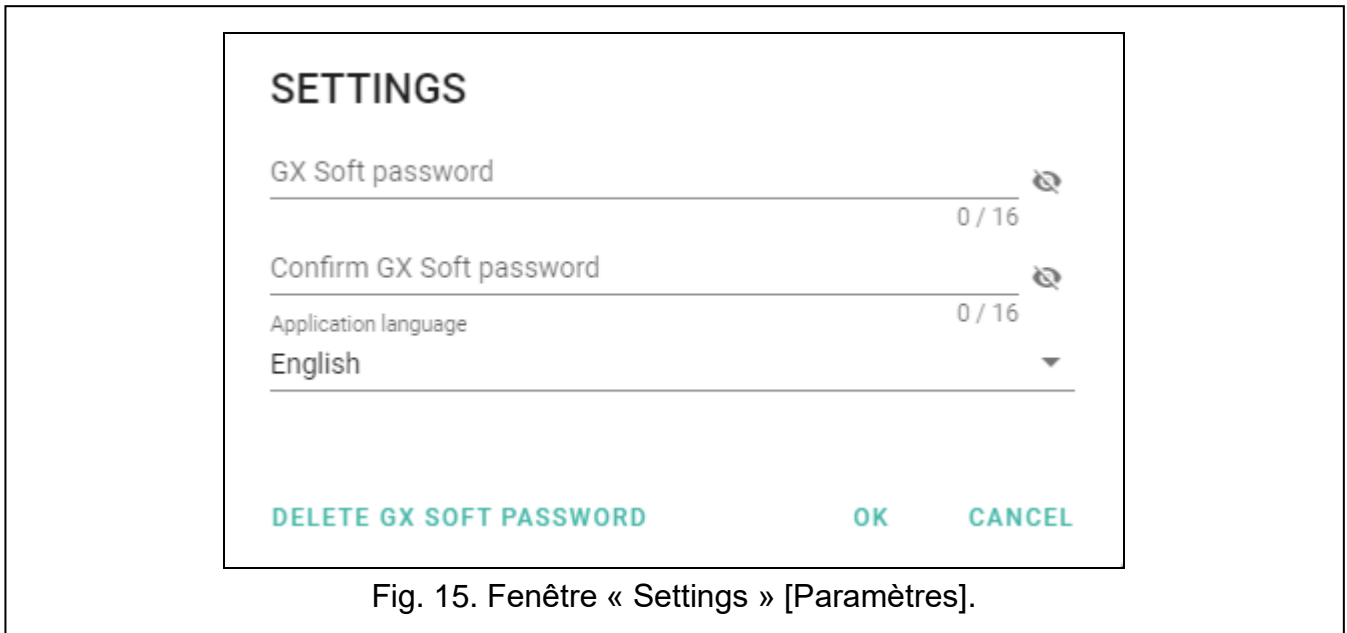 SETTINGS
GX Soft password
0 / 16
Confirm GX Soft password
0 / 16
Application language
English
DELETE GX SOFT PASSWORD OK CANCEL
Fig. 15. Fenêtre « Settings » [Paramètres].